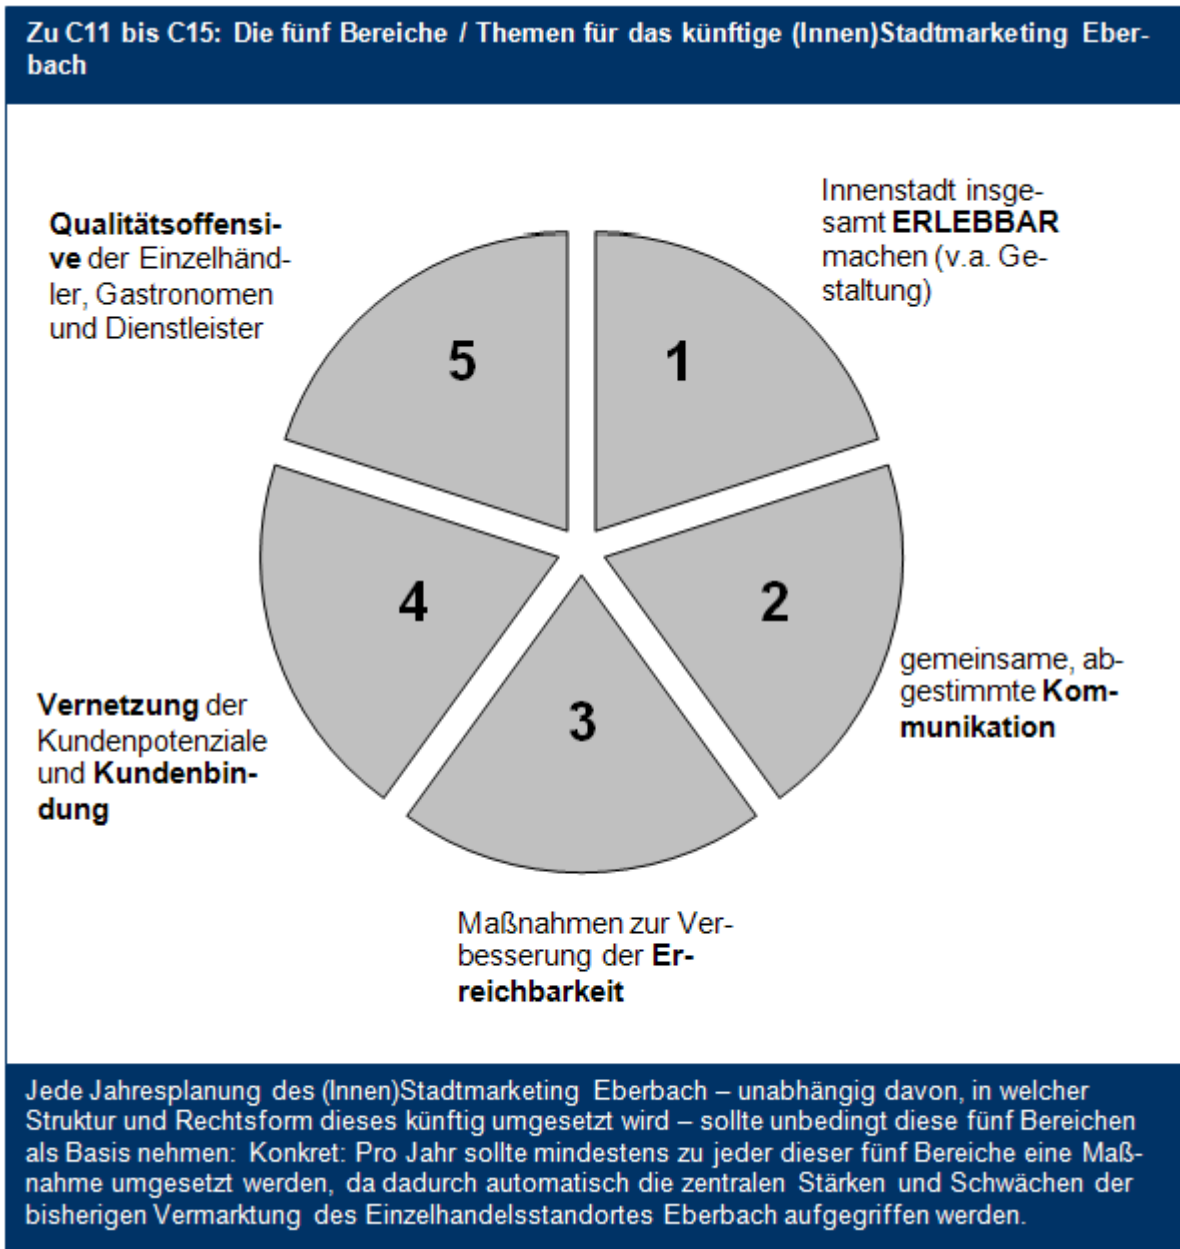 Zu C11 bis C15: Die fünf Bereiche / Themen für das künftige (Innen)Stadtmarketing Eber-
bach
Innenstadt insge-
samt ERLEBBAR
machen (v.a. Ge-
staltung)
Qualitätsoffensi-
ve der Einzelhänd-
ler, Gastronomen
und Dienstleister
5
1
4
2
3
gemeinsame, ab-
gestimmte Kom-
munikation
Vernetzung der
Kundenpotenziale
und Kundenbin-
dung
Maßnahmen zur Ver-
besserung der Er-
reichbarkeit
Jede Jahresplanung des (Innen)Stadtmarketing Eberbach – unabhängig davon, in welcher
Struktur und Rechtsform dieses künftig umgesetzt wird – sollte unbedingt diese fünf Bereichen
als Basis nehmen: Konkret: Pro Jahr sollte mindestens zu jeder dieser fünf Bereiche eine Maß-
nahme umgesetzt werden, da dadurch automatisch die zentralen Stärken und Schwächen der
bisherigen Vermarktung des Einzelhandelsstandortes Eberbach aufgegriffen werden.